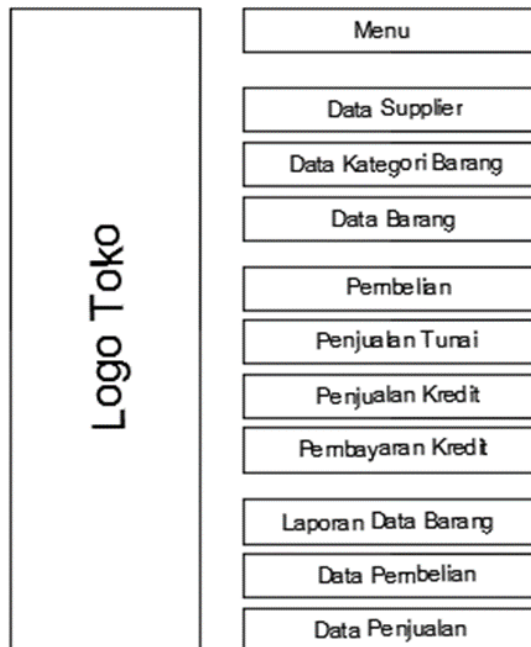 Logo Toko
Menu
Data Supplier
Data Kategori Barang
Data Barang
Pembelian
Penjualan Tunai
Penjualan Kredit
Pembayaran Kredit
Laporan Data Barang
Data Pembelian
Data Penjualan